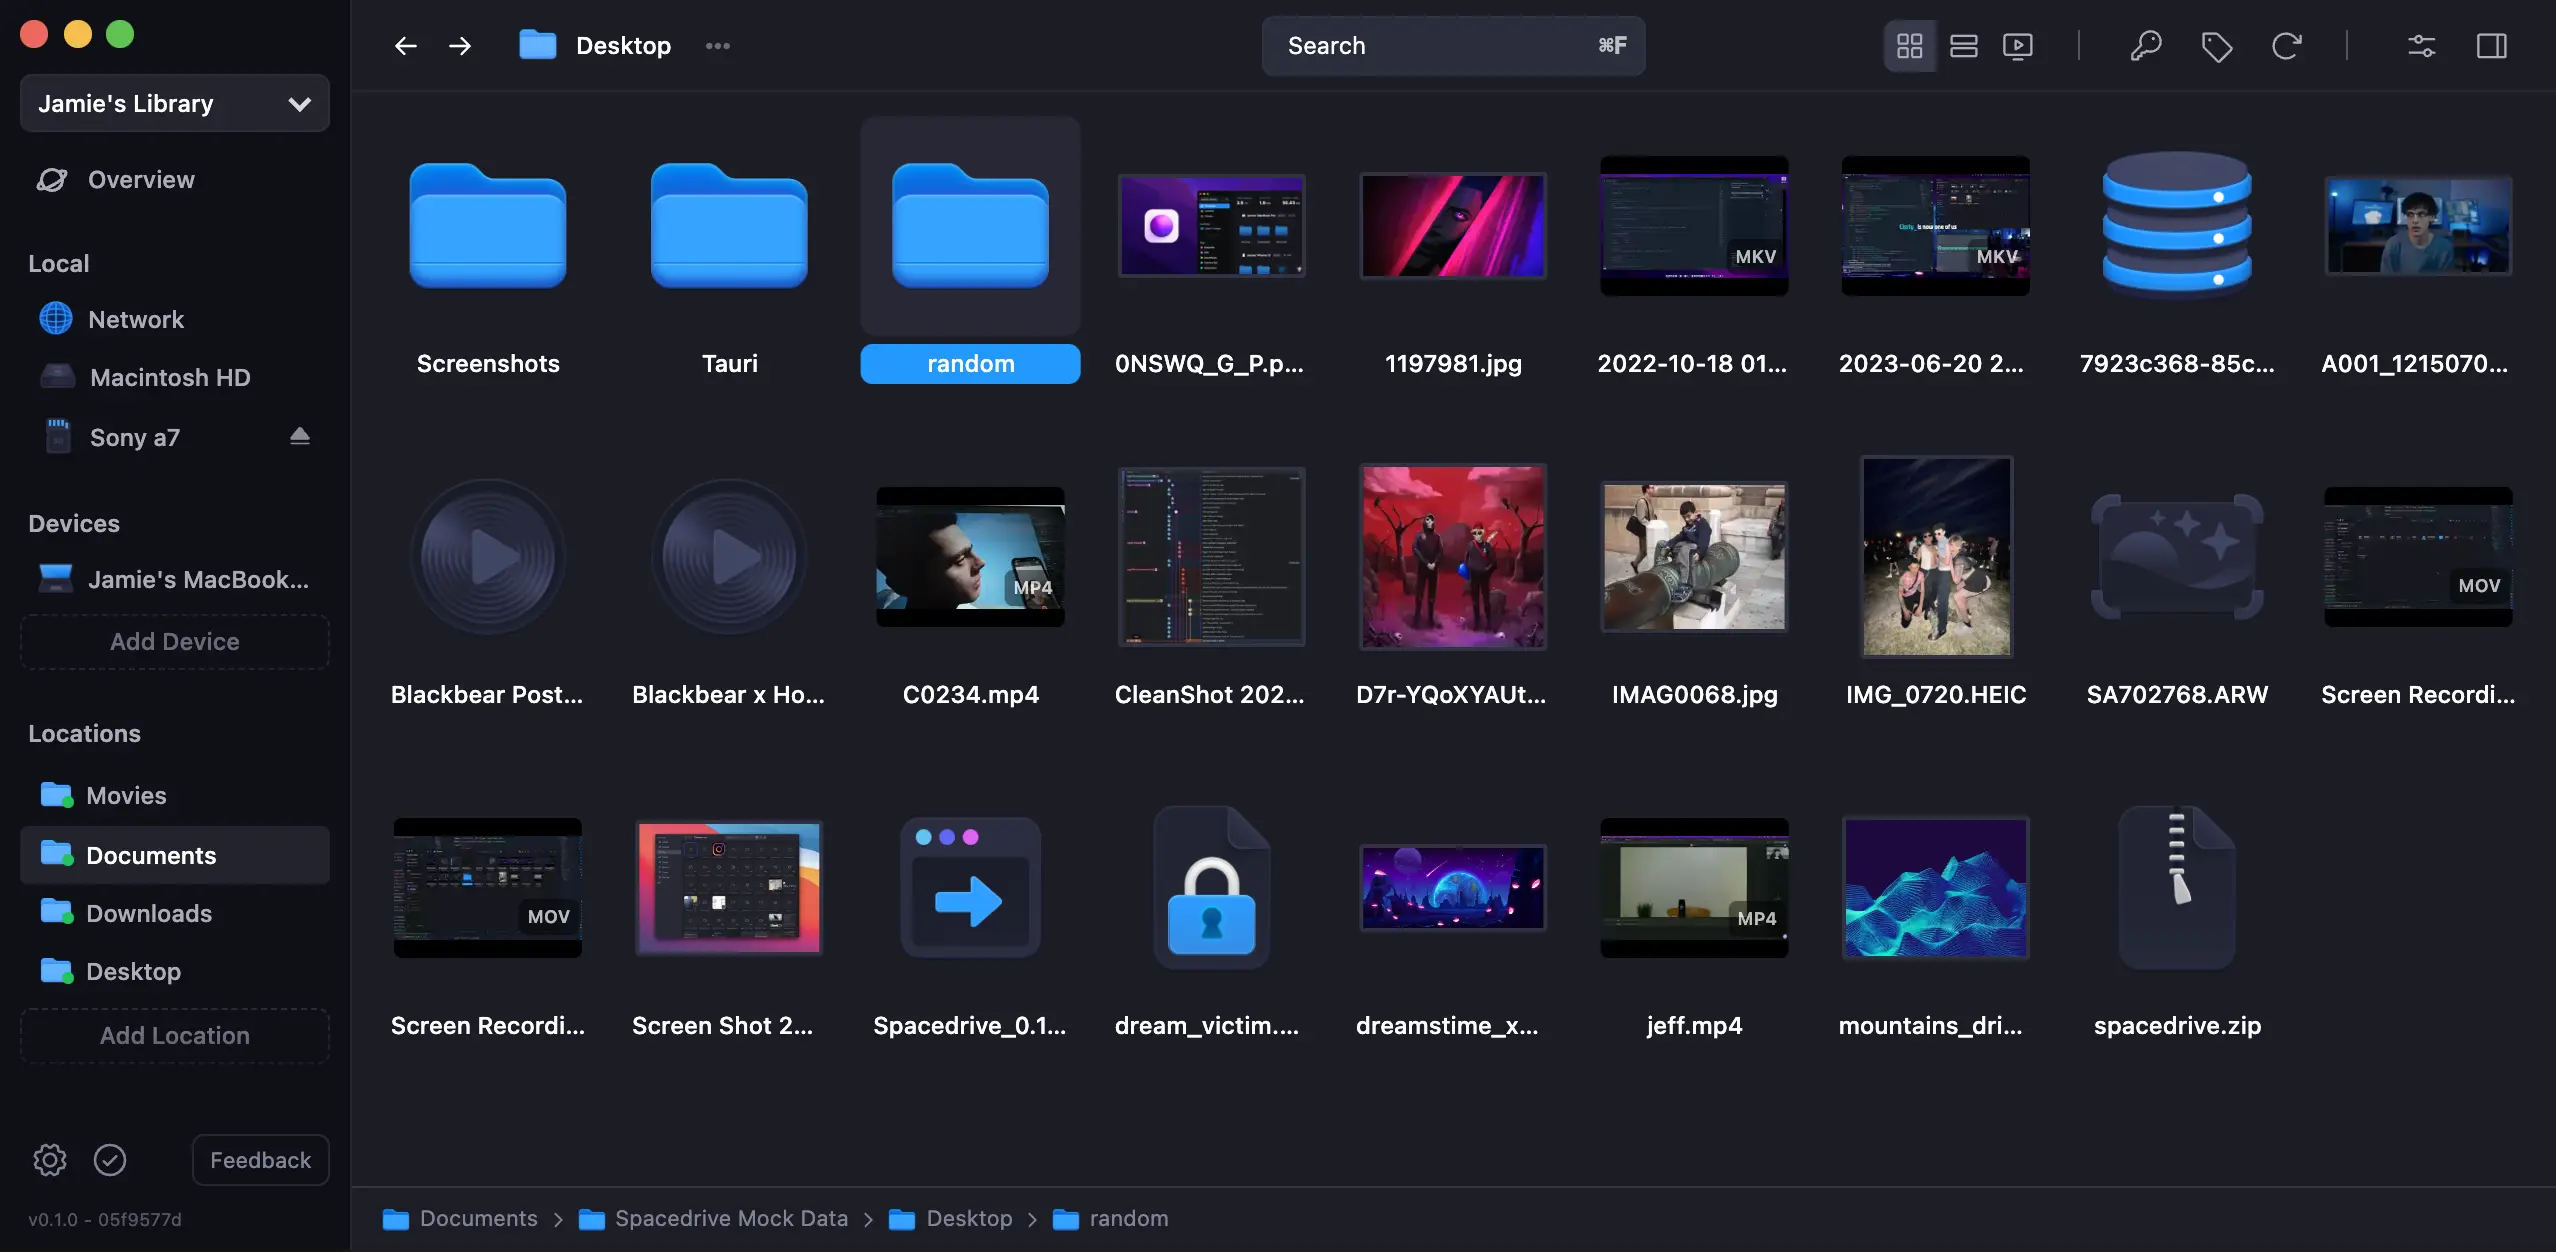 Desktop
Search ⌘F
Jamie's Library
Overview
Local
Network
Macintosh HD
Sony a7
Devices
Jamie's MacBook...
Add Device
Locations
Movies
Documents
Downloads
Desktop
Add Location
Feedback
v0.1.0 - 05f9577d
MKV
MKV
Screenshots
Tauri
random
0NSWQ_G_P.p...
1197981.jpg
2022-10-18 01...
2023-06-20 2...
7923c368-85c...
A001_1215070...
MP4
MOV
Blackbear Post...
Blackbear x Ho...
C0234.mp4
CleanShot 202...
D7r-YQoXYAUt...
IMAG0068.jpg
IMG_0720.HEIC
SA702768.ARW
Screen Recordi...
MOV
MP4
Screen Recordi...
Screen Shot 2...
Spacedrive_0.1...
dream_victim....
dreamstime_x...
jeff.mp4
mountains_dri...
spacedrive.zip
Documents > Spacedrive Mock Data > Desktop > random